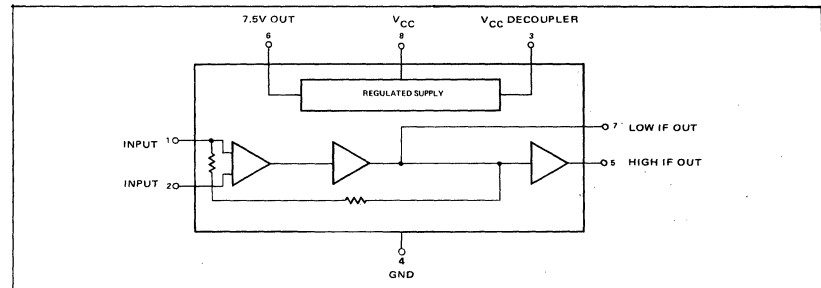 7.5V OUT VCC VCC DECOUPLER
6 8 3
REGULATED SUPPLY
7 LOW IF OUT
INPUT 1
5 HIGH IF OUT
INPUT 2
4
GND